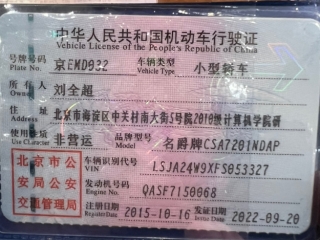 中华人民共和国机动车行驶证
Vehicle License of the People's Republic of China
号牌号码 京EMD932 车辆类型 小型轿车
Plate No. Vehicle Type
所有人 刘全超
Owner
住址 北京市海淀区中关村南大街5号院2010级计算机学院研
Address
使用性质 非营运 品牌型号 名爵牌CSA7201NDAP
Use Character Model
北京市公
安局公安
交通管理局
车辆识别代号 LSJA24W9XFS053327
VIN
发动机号码 QASF7150068
Engine No.
注册日期 2015-10-16 发证日期 2022-09-20
Register Date Issue Date